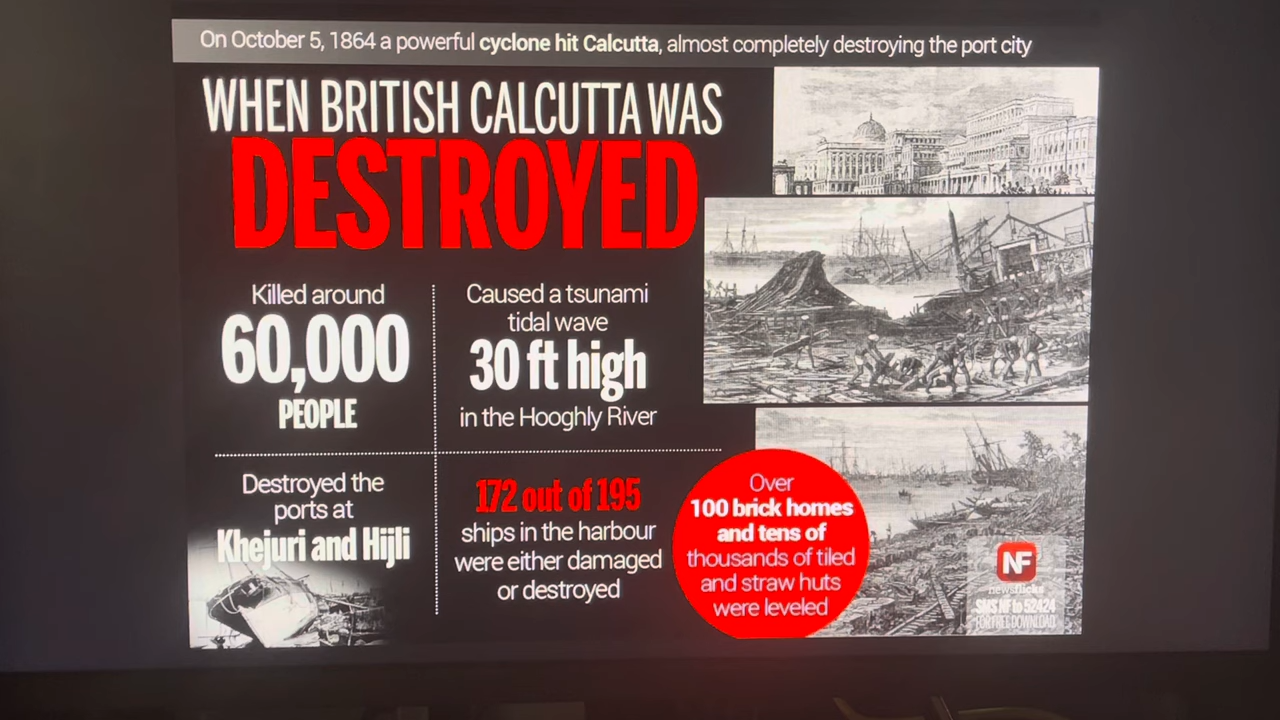 On October 5, 1864 a powerful cyclone hit Calcutta, almost completely destroying the port city
WHEN BRITISH CALCUTTA WAS
DESTROYED
Killed around
60,000
PEOPLE
Caused a tsunami
tidal wave
30 ft high
in the Hooghly River
Destroyed the
ports at
Khejuri and Hijli
172 out of 195
ships in the harbour
were either damaged
or destroyed
Over
100 brick homes
and tens of
thousands of tiled
and straw huts
were leveled
NF
newsflicks
SMS NF to 52424
FOR FREE DOWNLOAD